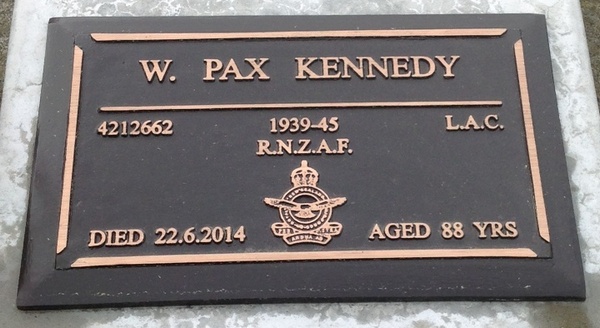 W. PAX KENNEDY
4212662 1939-45 L.A.C.
R.N.Z.A.F.
DIED 22.6.2014 AGED 88 YRS